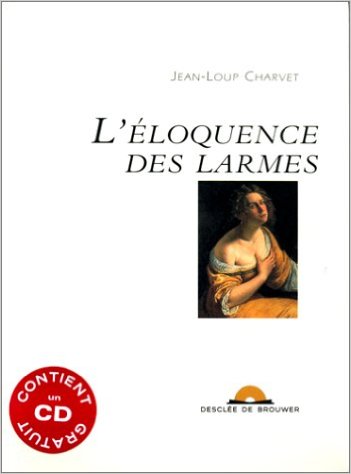 JEAN-LOUP CHARVET
L'ÉLOQUENCE
DES LARMES
CONTIENT
un
CD
GRATUIT
DESCLÉE DE BROUWER